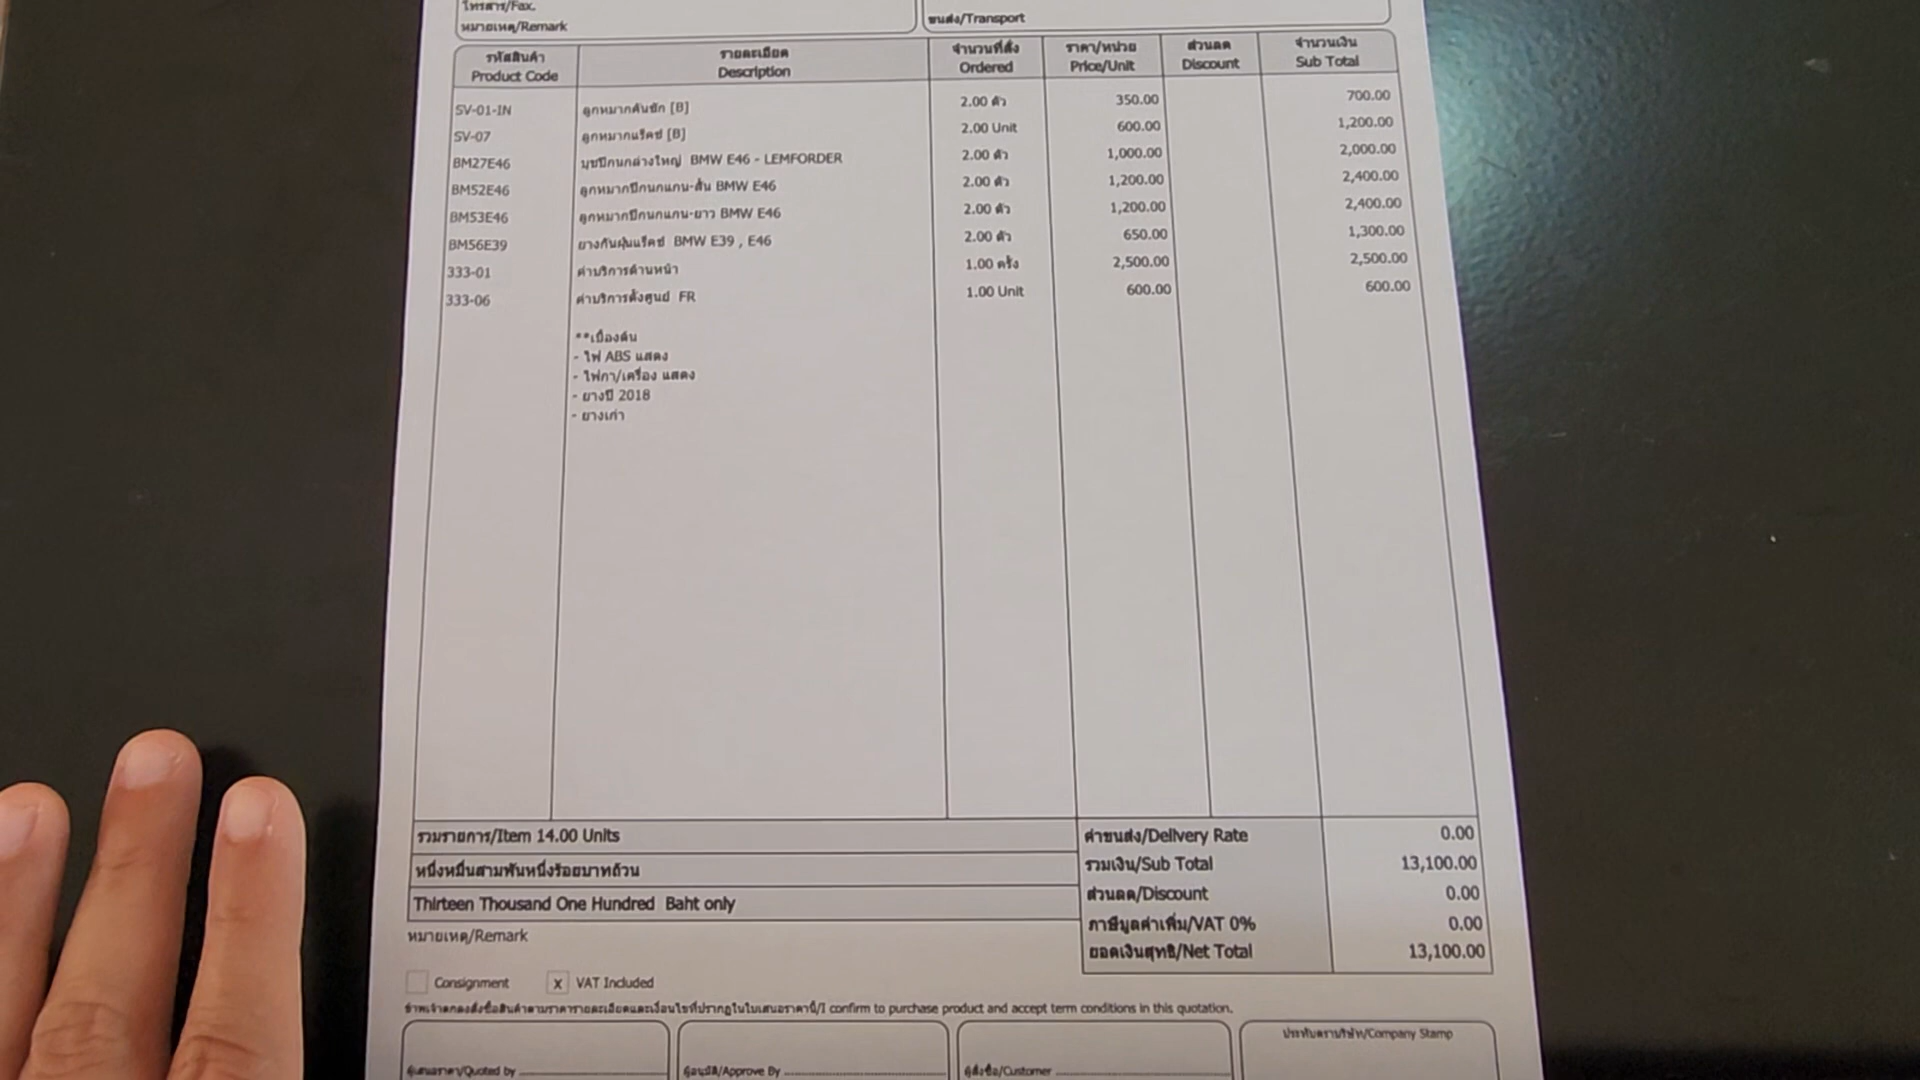 โทรสาร/Fax.
หมายเหตุ/Remark
ขนส่ง/Transport
รหัสสินค้า รายละเอียด จำนวนที่สั่ง ราคา/หน่วย ส่วนลด จำนวนเงิน
Product Code Description Ordered Price/Unit Discount Sub Total
SV-01-IN ลูกหมากคันชัก [B] 2.00 ตัว 350.00 700.00
SV-07 ลูกหมากแร็คซ์ [B] 2.00 Unit 600.00 1,200.00
BM27E46 บุชปีกนกล่างใหญ่ BMW E46 - LEMFORDER 2.00 ตัว 1,000.00 2,000.00
BM52E46 ลูกหมากปีกนกแกน-สั้น BMW E46 2.00 ตัว 1,200.00 2,400.00
BM53E46 ลูกหมากปีกนกแกน-ยาว BMW E46 2.00 ตัว 1,200.00 2,400.00
BM56E39 ยางกันฝุ่นแร็คซ์ BMW E39 , E46 2.00 ตัว 650.00 1,300.00
333-01 ค่าบริการด้านหน้า 1.00 ครั้ง 2,500.00 2,500.00
333-06 ค่าบริการตั้งศูนย์ FR 1.00 Unit 600.00 600.00
**เบื้องต้น
- ไฟ ABS แสดง
- ไฟกา/เครื่อง แสดง
- ยางปี 2018
- ยางเก่า
รวมรายการ/Item 14.00 Units ค่าขนส่ง/Delivery Rate 0.00
รวมเงิน/Sub Total 13,100.00
หนึ่งหมื่นสามพันหนึ่งร้อยบาทถ้วน
ส่วนลด/Discount 0.00
Thirteen Thousand One Hundred Baht only
ภาษีมูลค่าเพิ่ม/VAT 0% 0.00
หมายเหตุ/Remark
ยอดเงินสุทธิ/Net Total 13,100.00
Consignment x VAT Included
ข้าพเจ้าตกลงสั่งซื้อสินค้าตามราคารายละเอียดและเงื่อนไขที่ปรากฏในใบเสนอราคานี้/I confirm to purchase product and accept term conditions in this quotation.
ประทับตราบริษัท/Company Stamp
ผู้เสนอราคา/Quoted by ผู้อนุมัติ/Approve By ผู้สั่งซื้อ/Customer